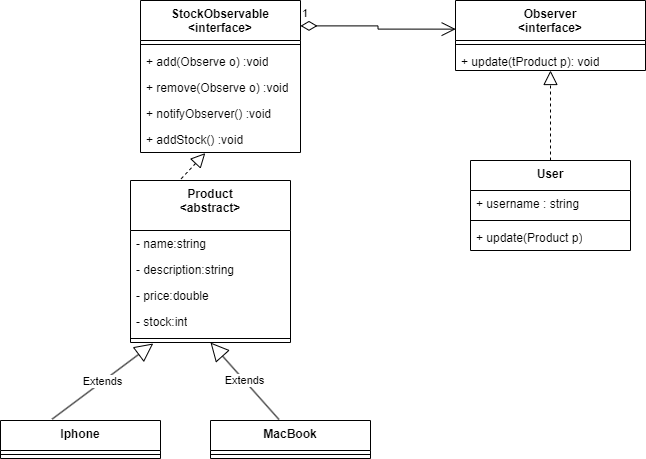 StockObservable
<interface>
+ add(Observe o) :void
+ remove(Observe o) :void
+ notifyObserver() :void
+ addStock() :void
1
Observer
<interface>
+ update(tProduct p): void
User
+ username : string
+ update(Product p)
Product
<abstract>
- name:string
- description:string
- price:double
- stock:int
Extends
Extends
Iphone
MacBook